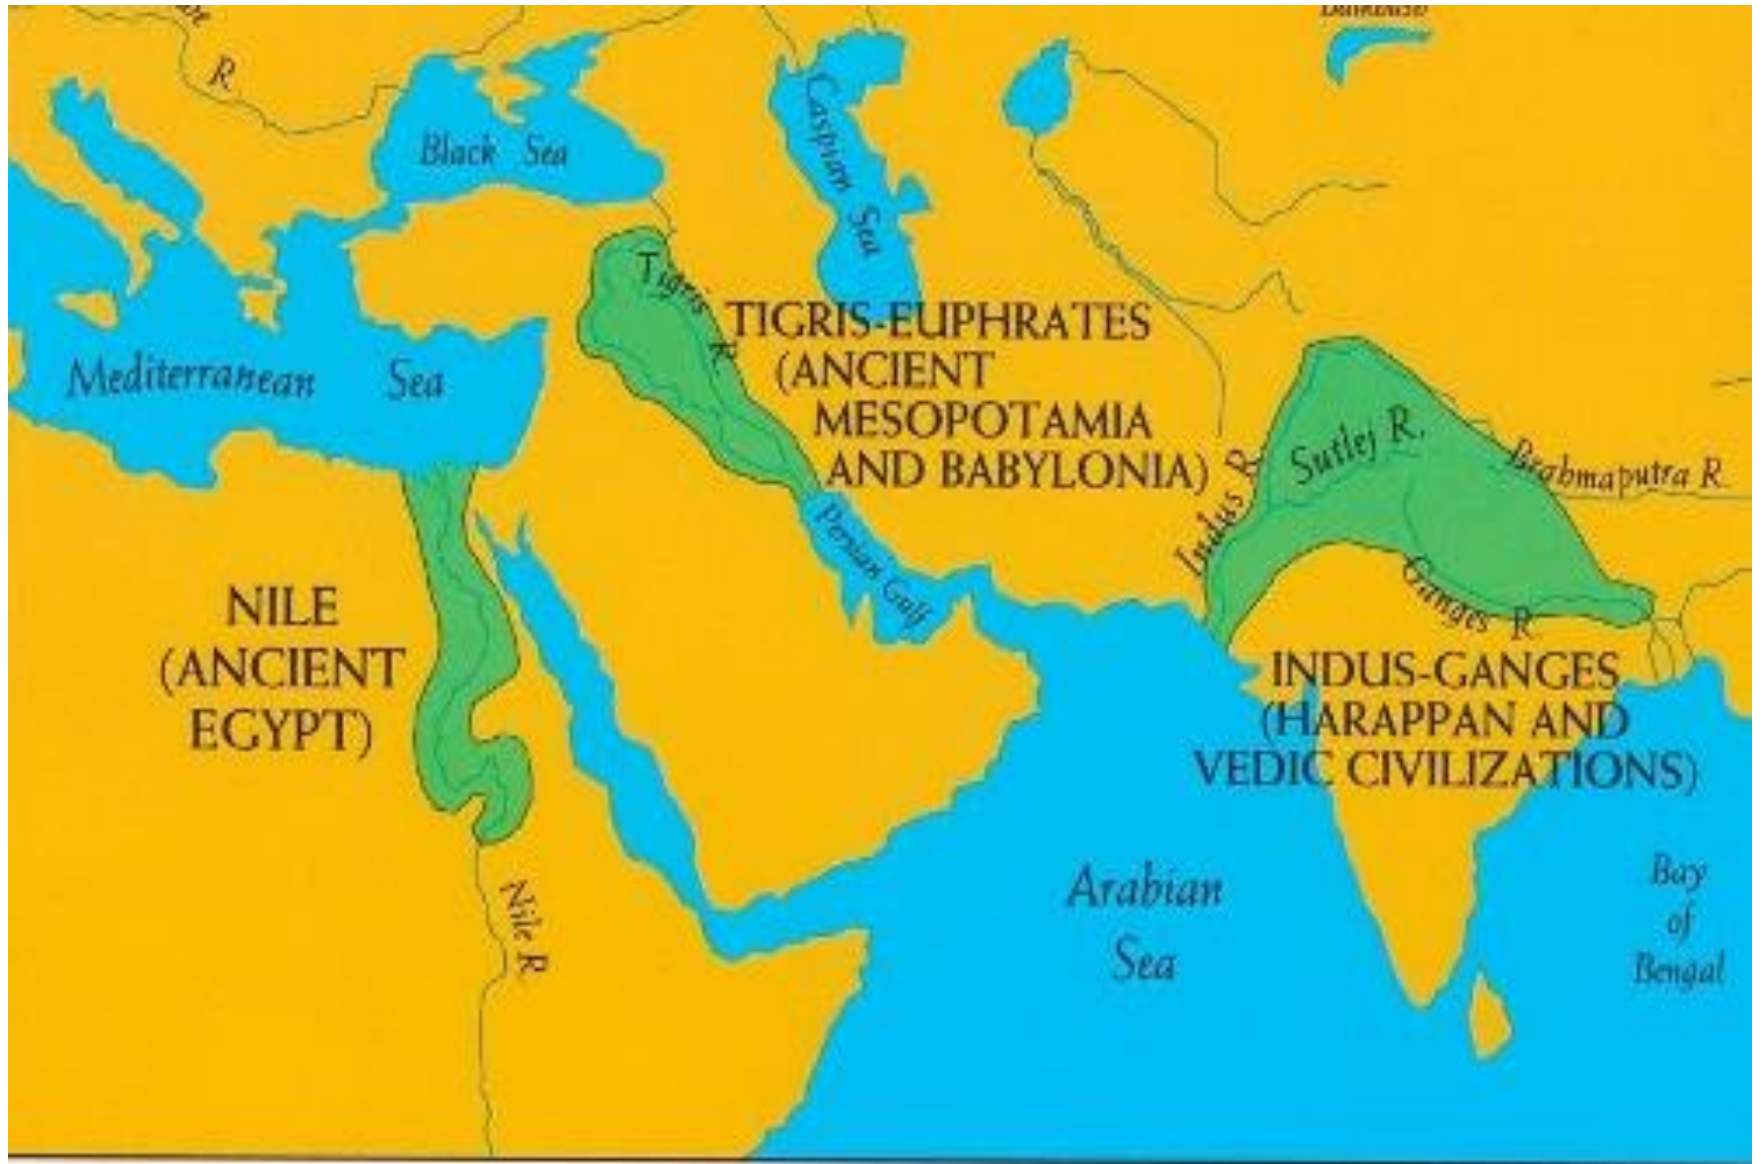 R
Black Sea
Caspian Sea
Tigris R.
TIGRIS-EUPHRATES
(ANCIENT
MESOPOTAMIA
AND BABYLONIA)
Mediterranean Sea
Persian Gulf
Indus R.
Sutlej R.
Brahmaputra R.
Ganges R.
NILE
(ANCIENT
EGYPT)
INDUS-GANGES
(HARAPPAN AND
VEDIC CIVILIZATIONS)
Nile R.
Arabian
Sea
Bay
of
Bengal